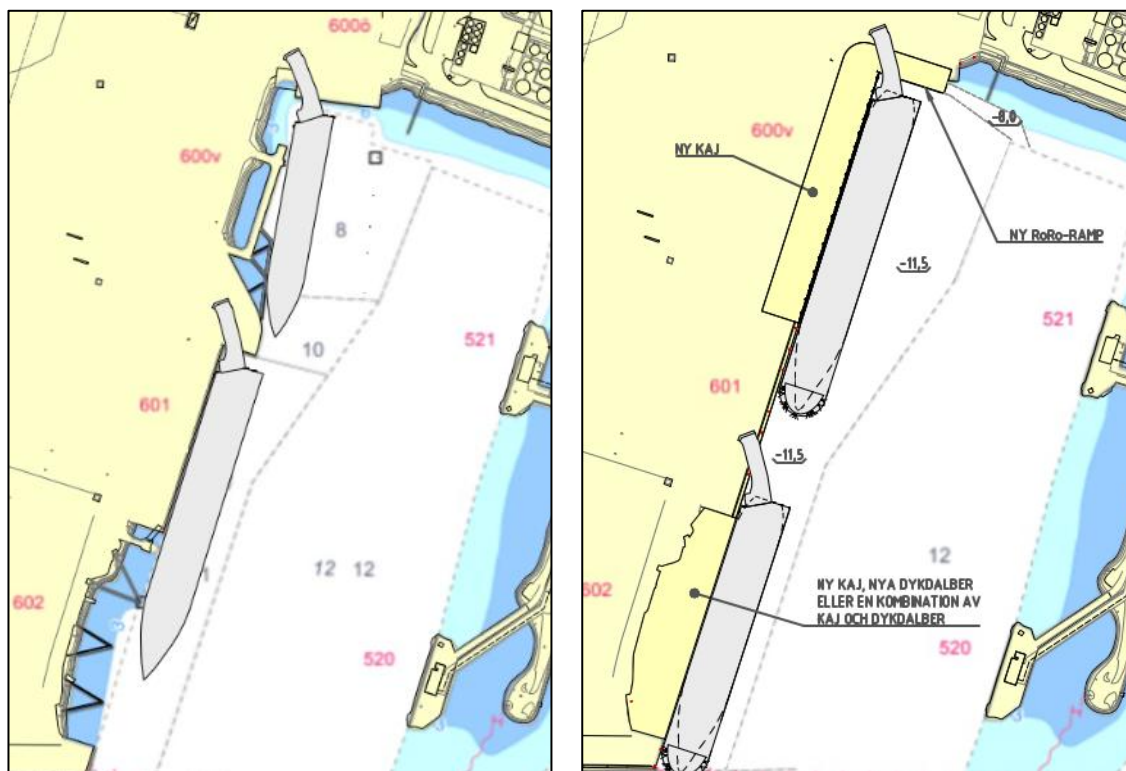 600ö
600v
8
10
521
601
1
12 12
602
3
520
600v
-8,0
NY KAJ
NY RoRo-RAMP
-11,5
521
601
-11,5
12
602
NY KAJ, NYA DYKDALBER
ELLER EN KOMBINATION AV
KAJ OCH DYKDALBER
520